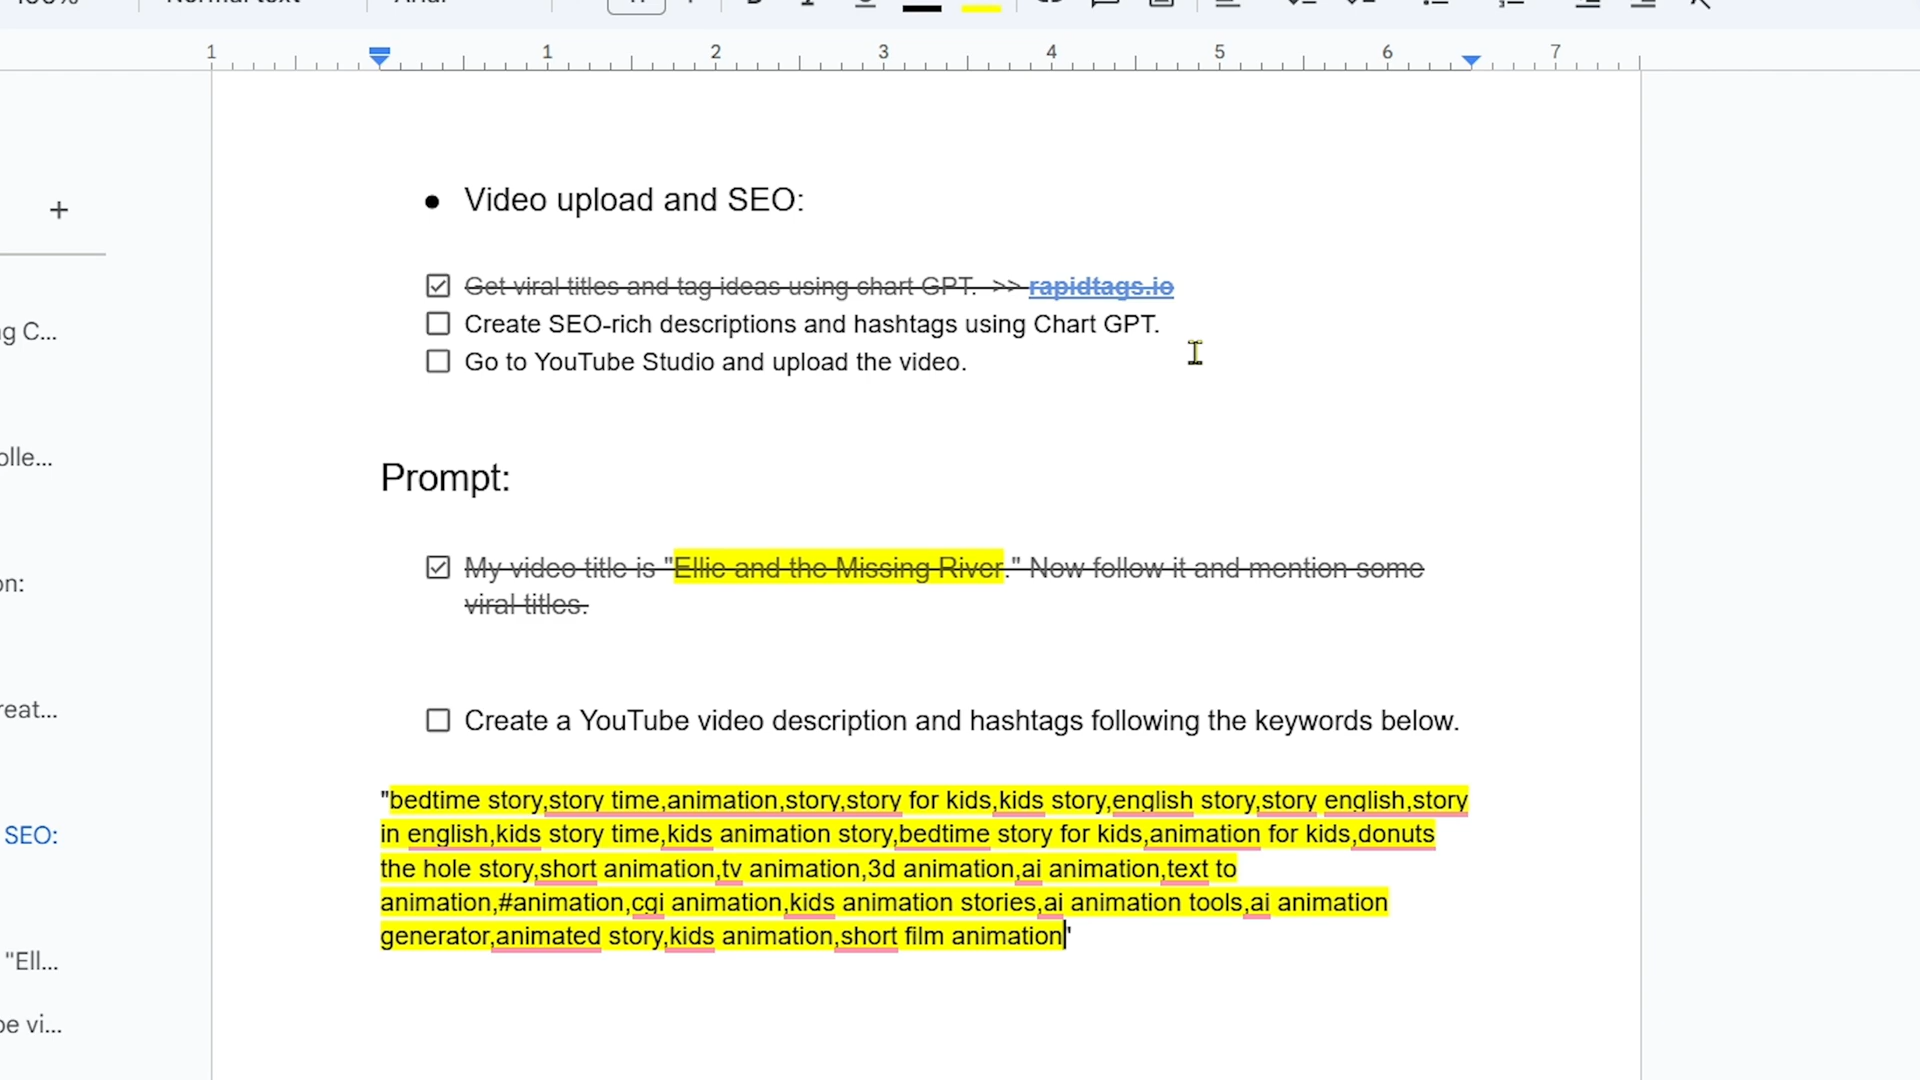 1 1 2 3 4 5 6 7
Video upload and SEO:
Get viral titles and tag ideas using chart GPT. >> rapidtags.io
Create SEO-rich descriptions and hashtags using Chart GPT.
Go to YouTube Studio and upload the video.
Prompt:
My video title is "Ellie and the Missing River." Now follow it and mention some
viral titles.
Create a YouTube video description and hashtags following the keywords below.
"bedtime story,story time,animation,story,story for kids,kids story,english story,story english,story
in english,kids story time,kids animation story,bedtime story for kids,animation for kids,donuts
the hole story,short animation,tv animation,3d animation,ai animation,text to
animation,#animation,cgi animation,kids animation stories,ai animation tools,ai animation
generator,animated story,kids animation,short film animation"
g C...
olle...
on:
reat...
SEO:
"Ell...
be vi...